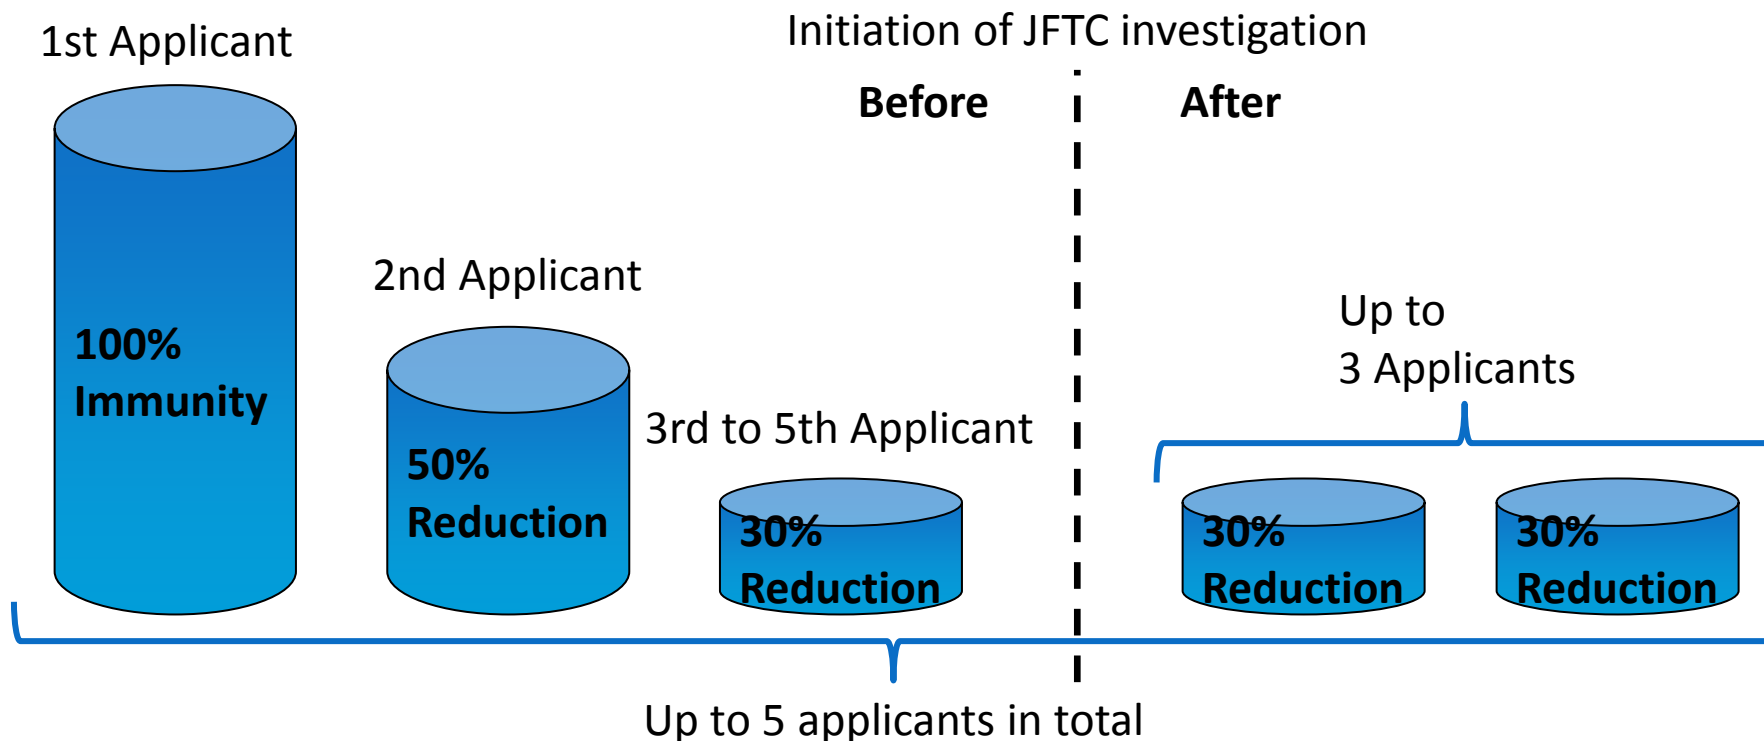 1st Applicant
Initiation of JFTC investigation
Before
After
2nd Applicant
100%
Immunity
Up to
3 Applicants
3rd to 5th Applicant
50%
Reduction
30%
Reduction
30%
Reduction
30%
Reduction
Up to 5 applicants in total